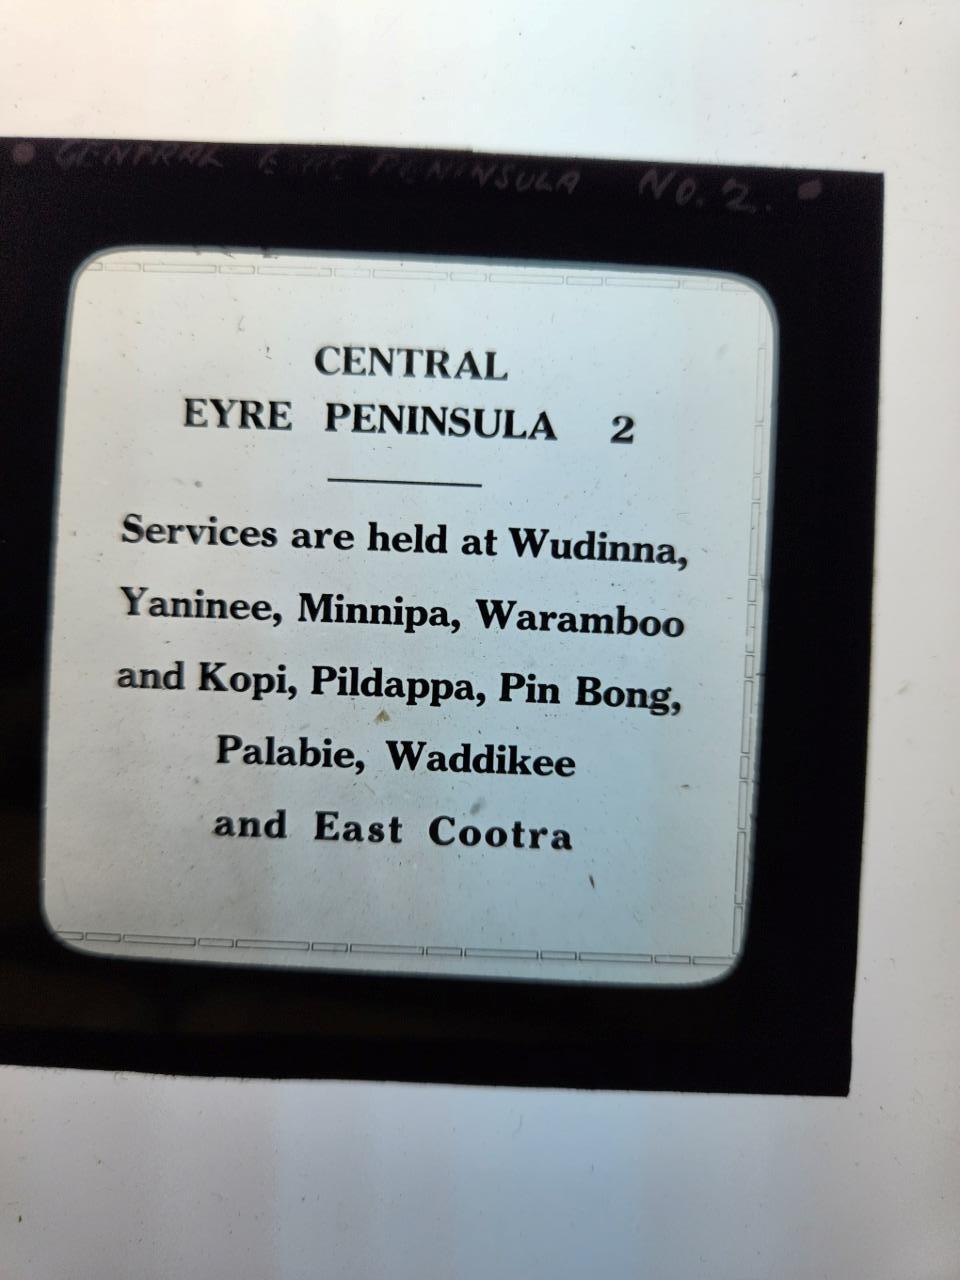 CENTRAL EYRE PENINSULA No. 2.
CENTRAL
EYRE PENINSULA 2
Services are held at Wudinna,
Yaninee, Minnipa, Waramboo
and Kopi, Pildappa, Pin Bong,
Palabie, Waddikee
and East Cootra